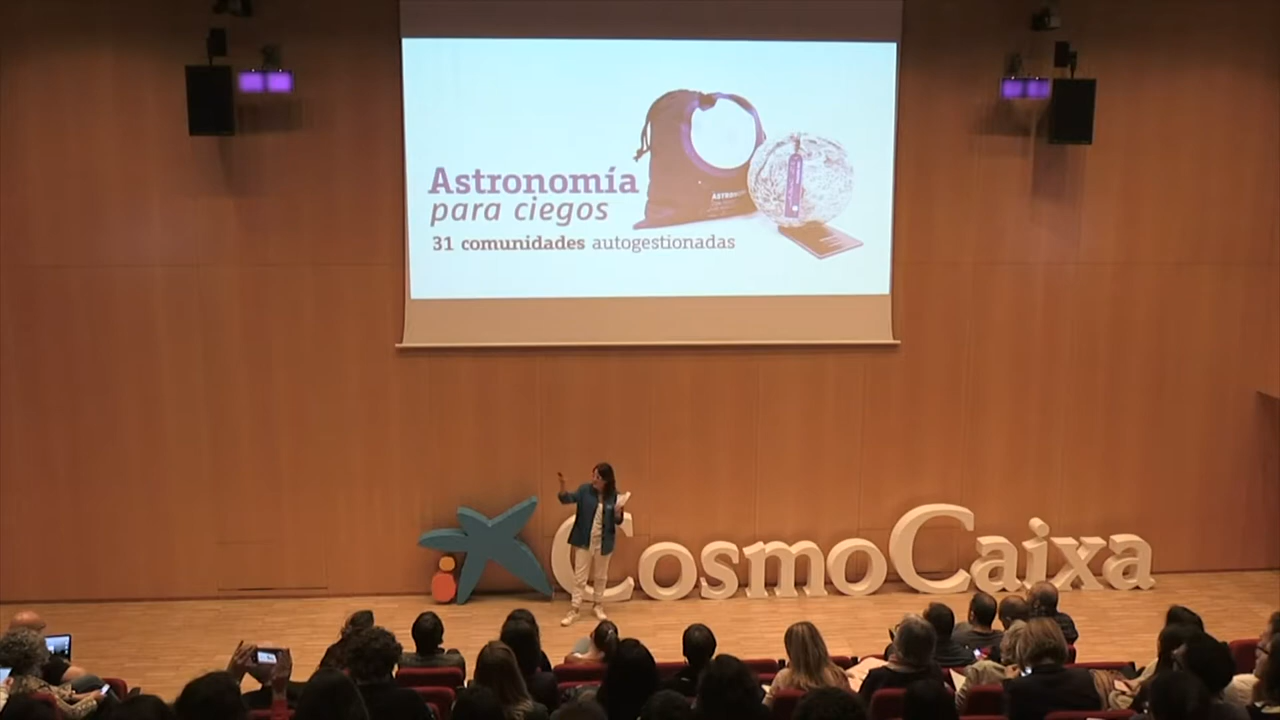 Astronomía
para ciegos
31 comunidades autogestionadas
CosmoCaixa